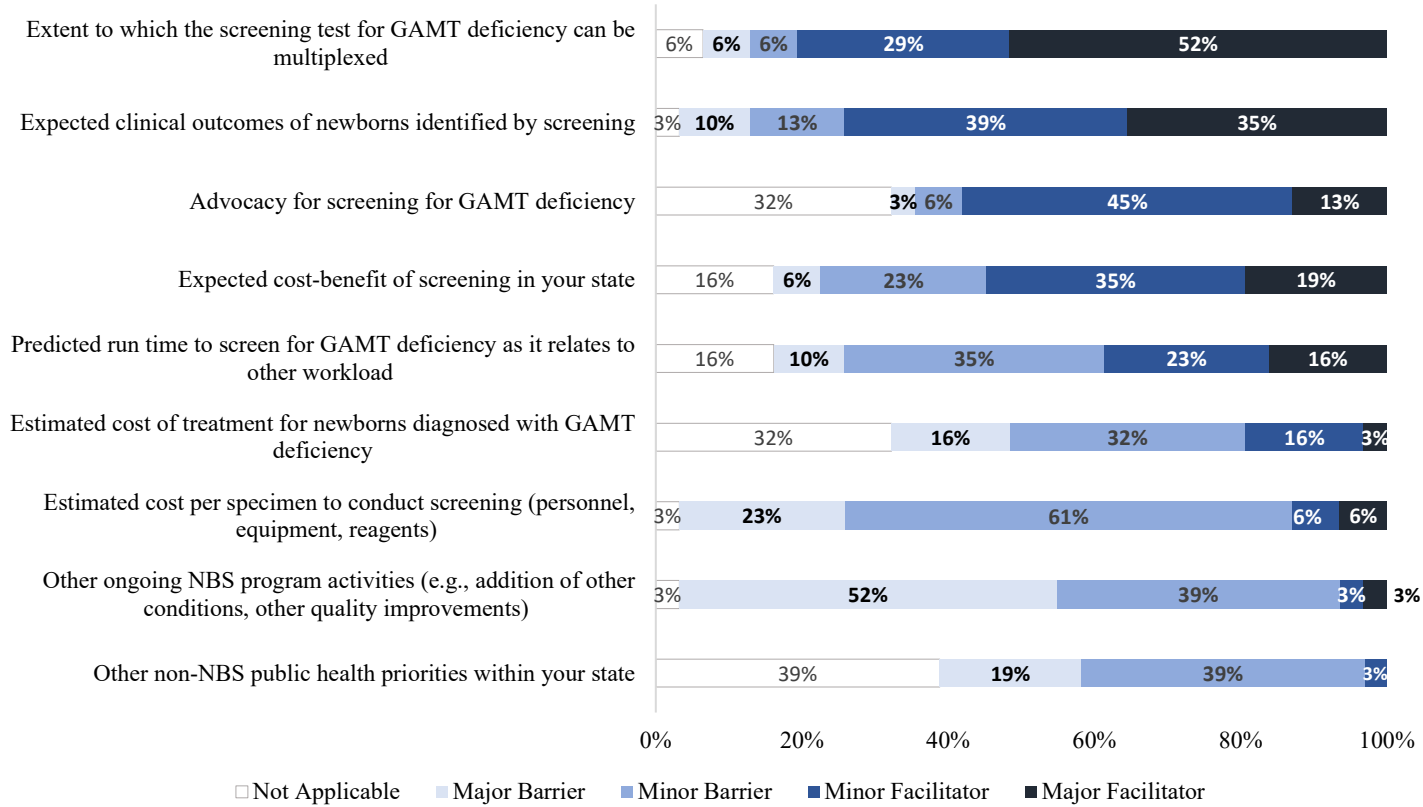 Extent to which the screening test for GAMT deficiency can be
multiplexed
6% 6% 6% 29% 52%
Expected clinical outcomes of newborns identified by screening
3% 10% 13% 39% 35%
Advocacy for screening for GAMT deficiency
32% 3% 6% 45% 13%
Expected cost-benefit of screening in your state
16% 6% 23% 35% 19%
Predicted run time to screen for GAMT deficiency as it relates to
other workload
16% 10% 35% 23% 16%
Estimated cost of treatment for newborns diagnosed with GAMT
deficiency
32% 16% 32% 16% 3%
Estimated cost per specimen to conduct screening (personnel,
equipment, reagents)
3% 23% 61% 6% 6%
Other ongoing NBS program activities (e.g., addition of other
conditions, other quality improvements)
3% 52% 39% 3% 3%
Other non-NBS public health priorities within your state
39% 19% 39% 3%
0% 20% 40% 60% 80% 100%
Not Applicable Major Barrier Minor Barrier Minor Facilitator Major Facilitator